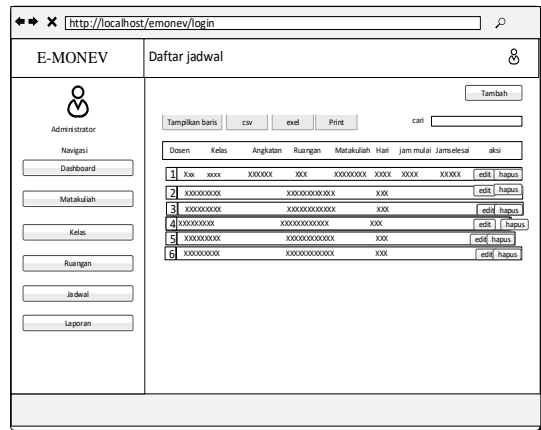 http://localhost/emonev/login
E-MONEV
Daftar jadwal
Administrator
Navigasi
Dashboard
Matakuliah
Kelas
Ruangan
Jadwal
Laporan
Tambah
Tampilkan baris csv exel Print cari
Dosen Kelas Angkatan Ruangan Matakuliah Hari jam mulai Jamselesai aksi
1 Xxx xxxx XXXXXX XXX XXXXXXXX XXXX XXXX XXXXX edit hapus
2 XXXXXXXXX XXXXXXXXXXXX XXX edit hapus
3 XXXXXXXXX XXXXXXXXXXXX XXX edit hapus
4 XXXXXXXXX XXXXXXXXXXXX XXX edit hapus
5 XXXXXXXXX XXXXXXXXXXXX XXX edit hapus
6 XXXXXXXXX XXXXXXXXXXXX XXX edit hapus